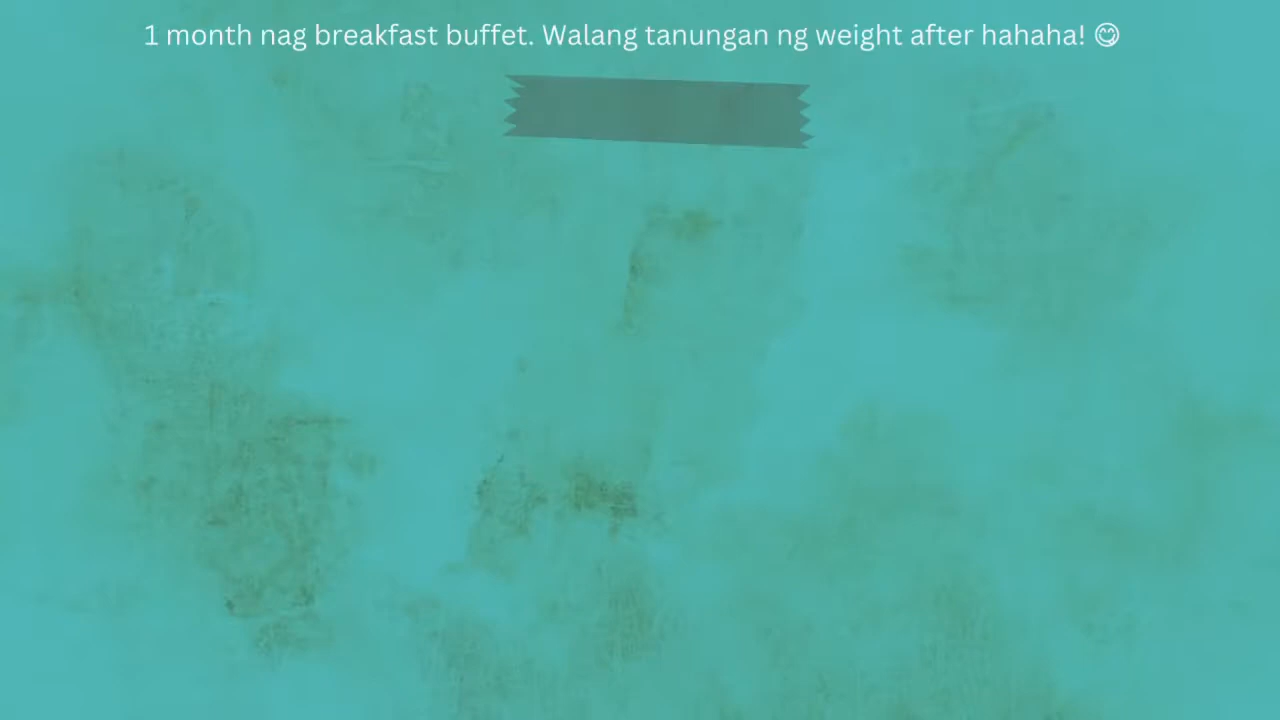 1 month nag breakfast buffet. Walang tanungan ng weight after hahaha! 😋